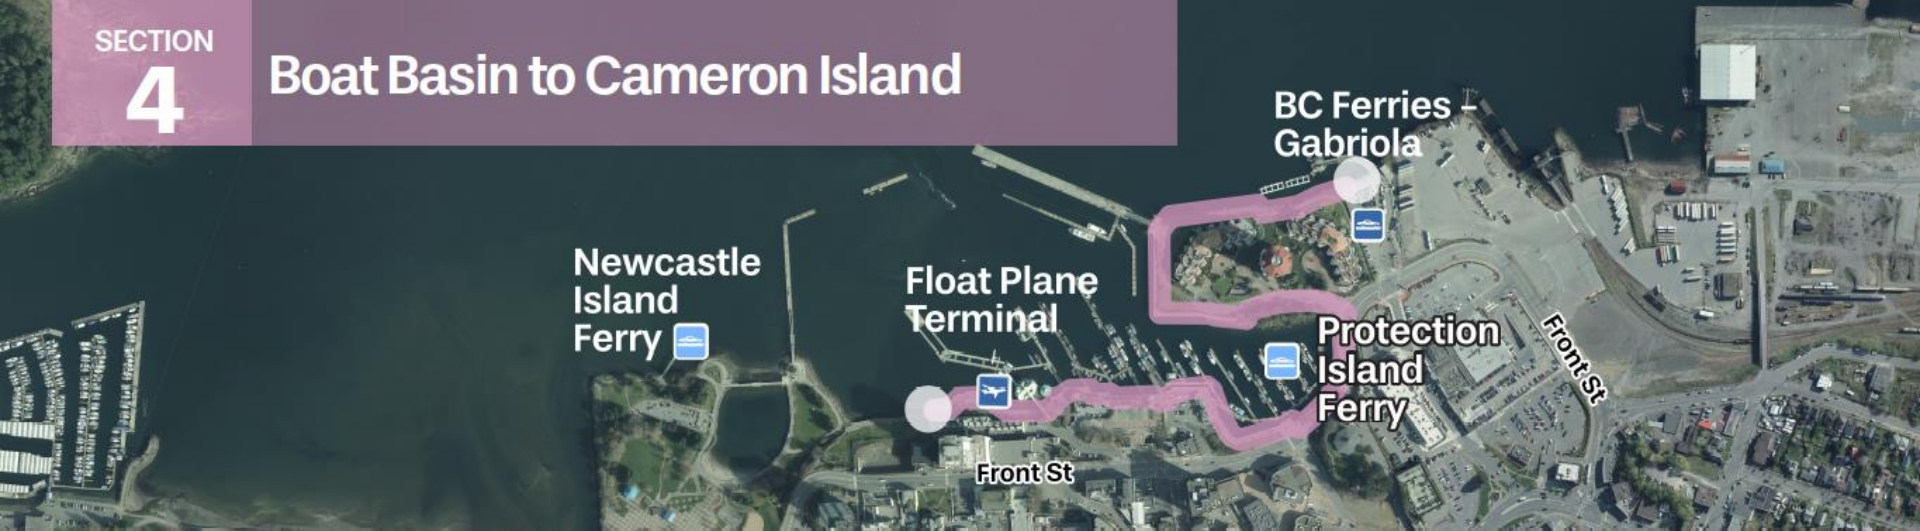 SECTION
4
Boat Basin to Cameron Island
BC Ferries –
Gabriola
Newcastle
Island
Ferry
Float Plane
Terminal
Protection
Island
Ferry
Front St
Front St